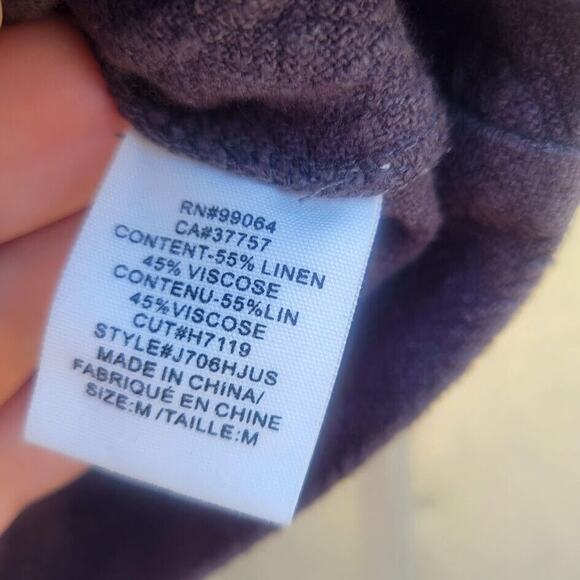 RN#99064
CA#37757
CONTENT-55% LINEN
45% VISCOSE
CONTENU-55%LIN
45%VISCOSE
CUT#H7119
STYLE#J706HJUS
MADE IN CHINA/
FABRIQUÉ EN CHINE
SIZE:M /TAILLE:M